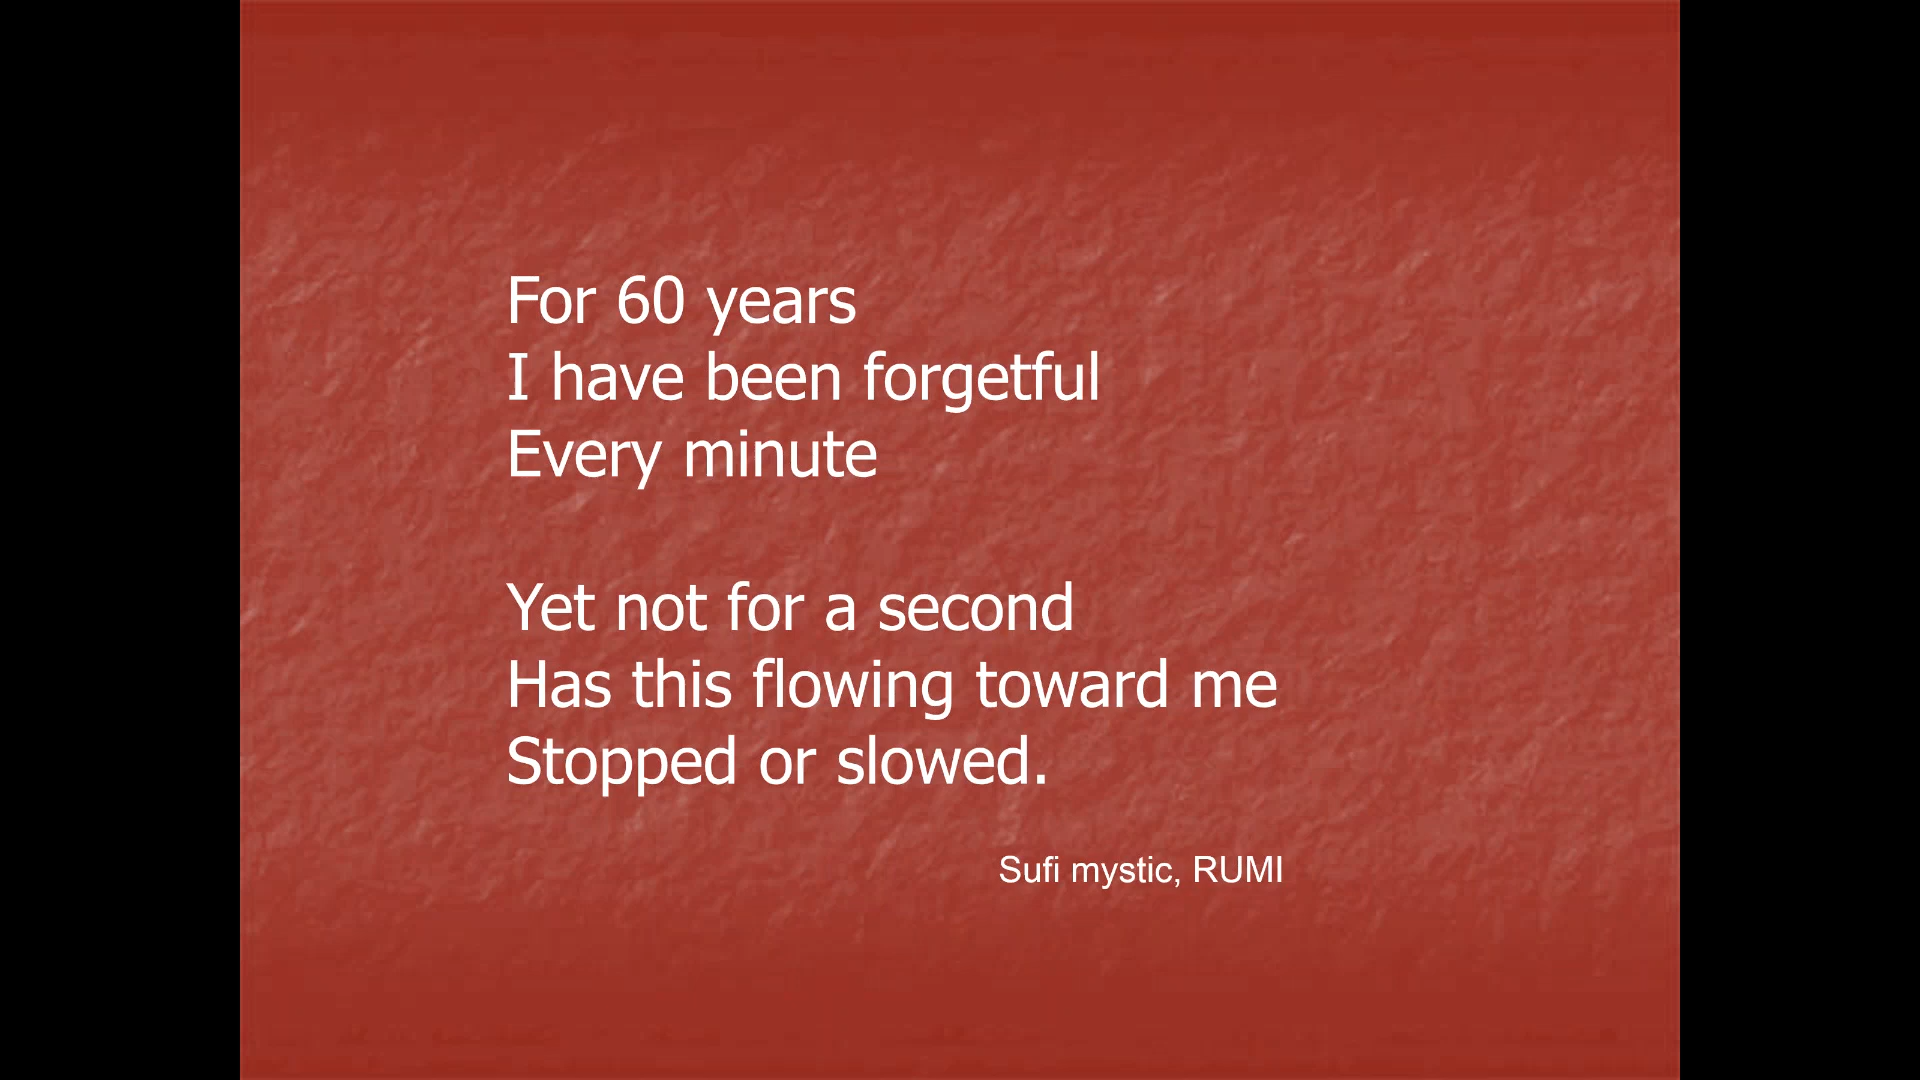 For 60 years
I have been forgetful
Every minute
Yet not for a second
Has this flowing toward me
Stopped or slowed.
Sufi mystic, RUMI